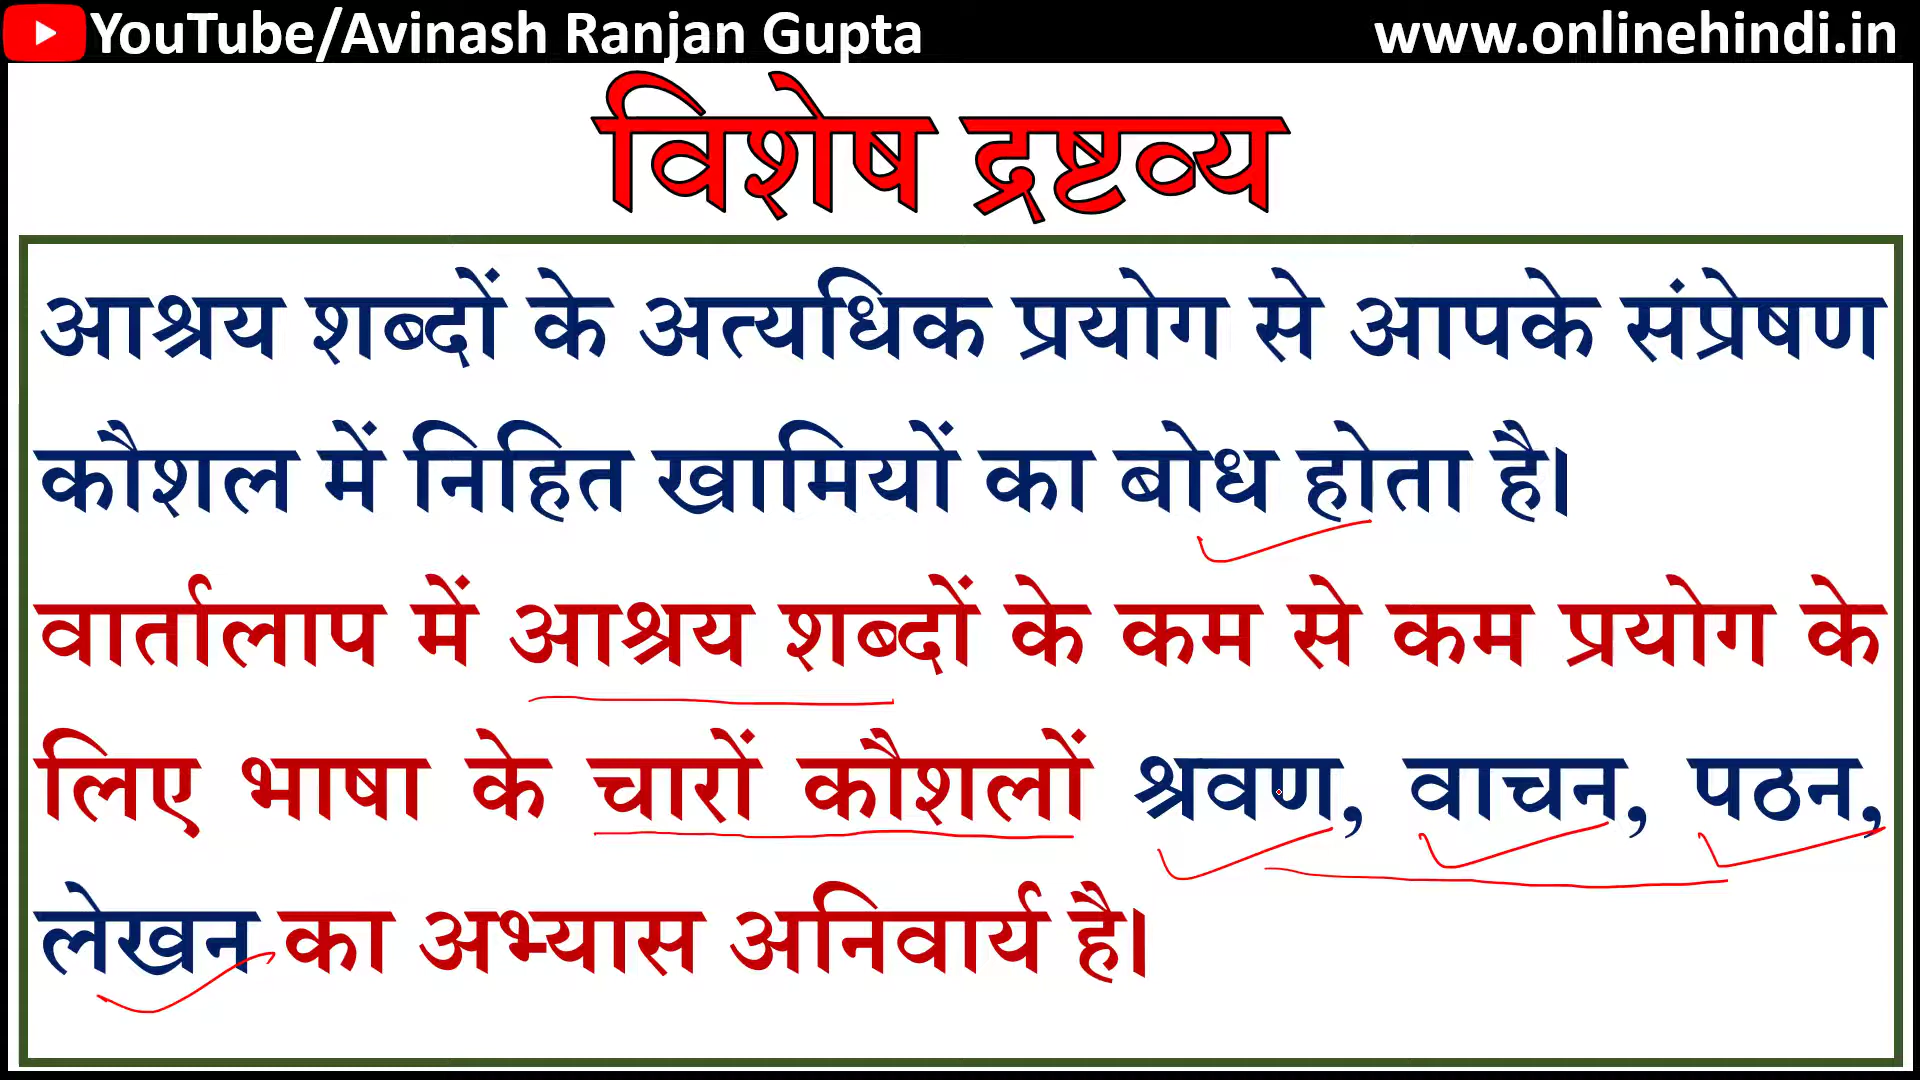 YouTube/Avinash Ranjan Gupta
www.onlinehindi.in
विशेष द्रष्टव्य
आश्रय शब्दों के अत्यधिक प्रयोग से आपके संप्रेषण
कौशल में निहित खामियों का बोध होता है।
वार्तालाप में आश्रय शब्दों के कम से कम प्रयोग के
लिए भाषा के चारों कौशलों श्रवण, वाचन, पठन,
लेखन का अभ्यास अनिवार्य है।